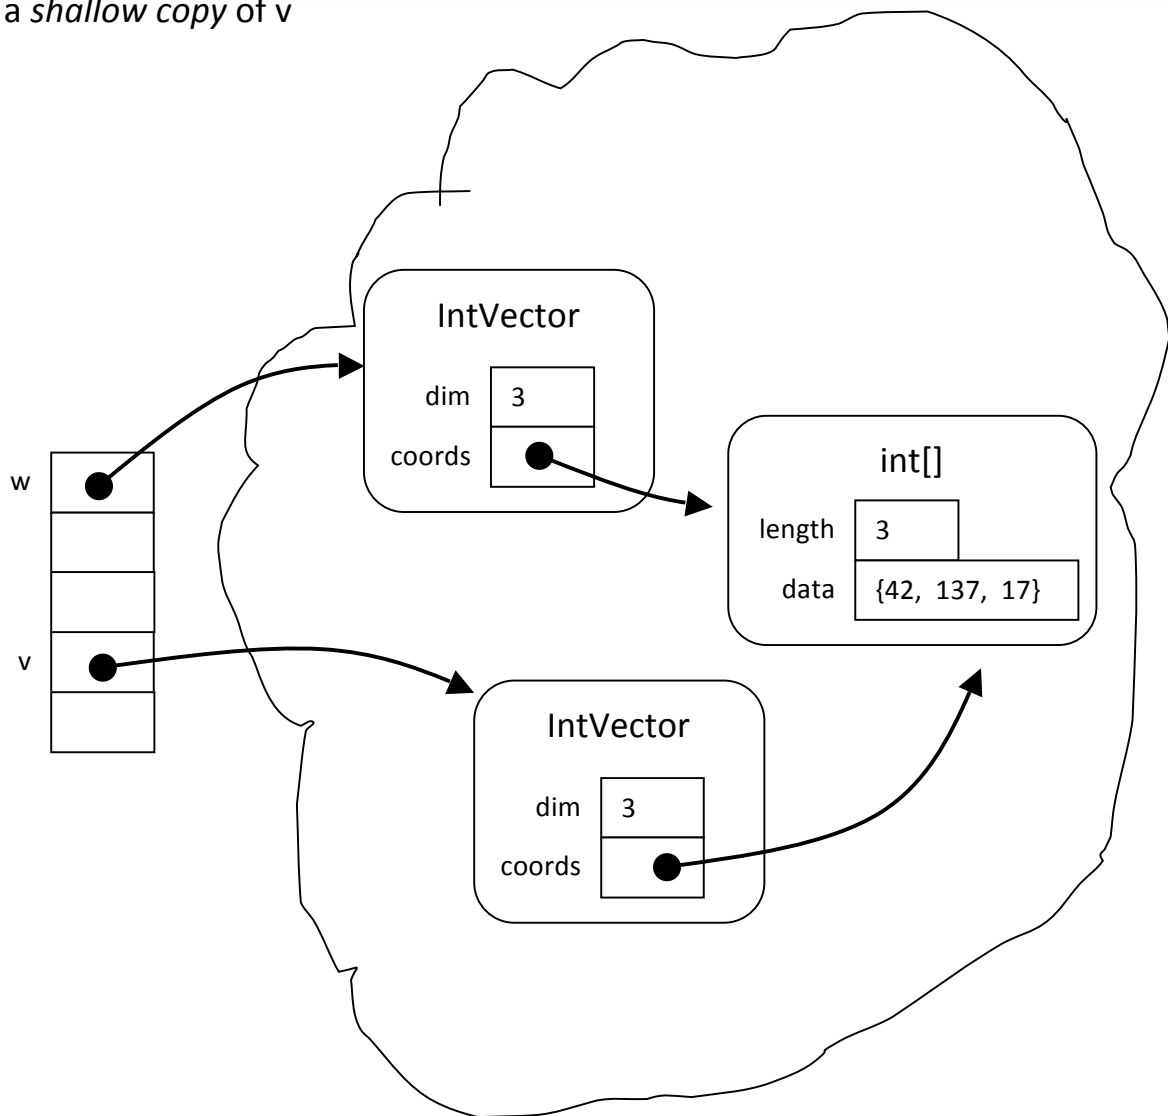 a shallow copy of v
IntVector
dim 3
coords
w
int[]
length 3
data {42, 137, 17}
v
IntVector
dim 3
coords